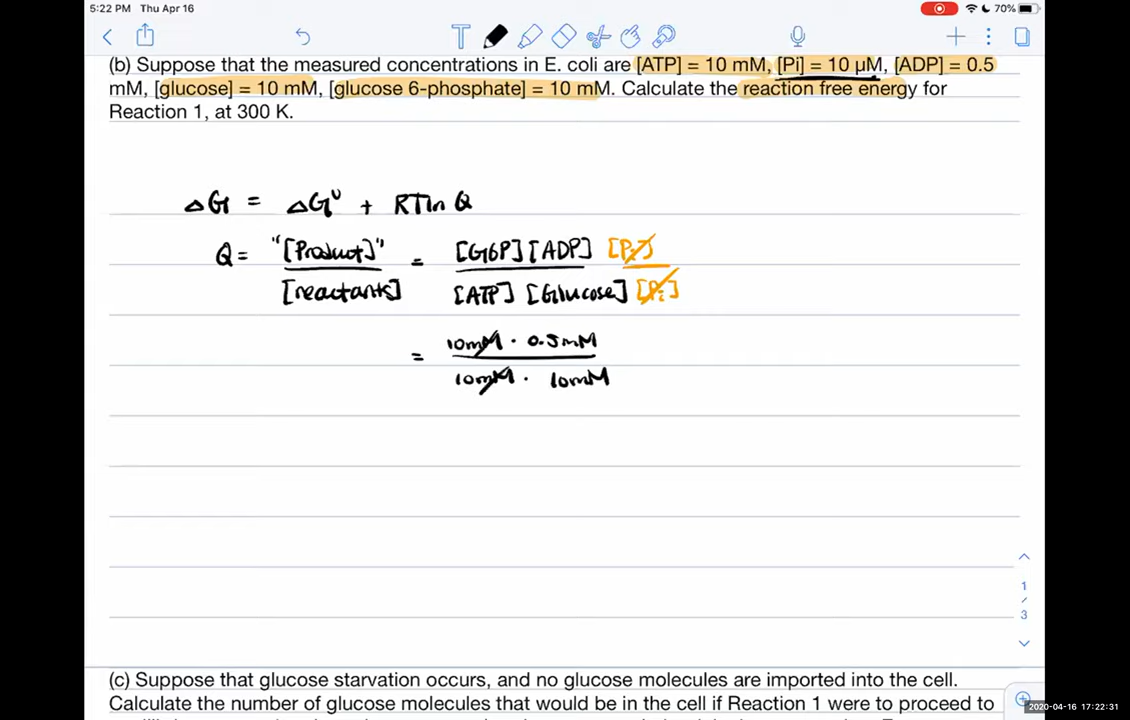 5:22 PM Thu Apr 16
70%
(b) Suppose that the measured concentrations in E. coli are [ATP] = 10 mM, [Pi] = 10 µM, [ADP] = 0.5
mM, [glucose] = 10 mM, [glucose 6-phosphate] = 10 mM. Calculate the reaction free energy for
Reaction 1, at 300 K.
ΔG = ΔG⁰ + RTln Q
Q = "[Product]" / [reactants] = [G6P][ADP] [Pi] / [ATP] [Glucose] [Pi]
= 10mM · 0.5mM / 10mM · 10mM
1
/
3
(c) Suppose that glucose starvation occurs, and no glucose molecules are imported into the cell.
Calculate the number of glucose molecules that would be in the cell if Reaction 1 were to proceed to
2020-04-16 17:22:31